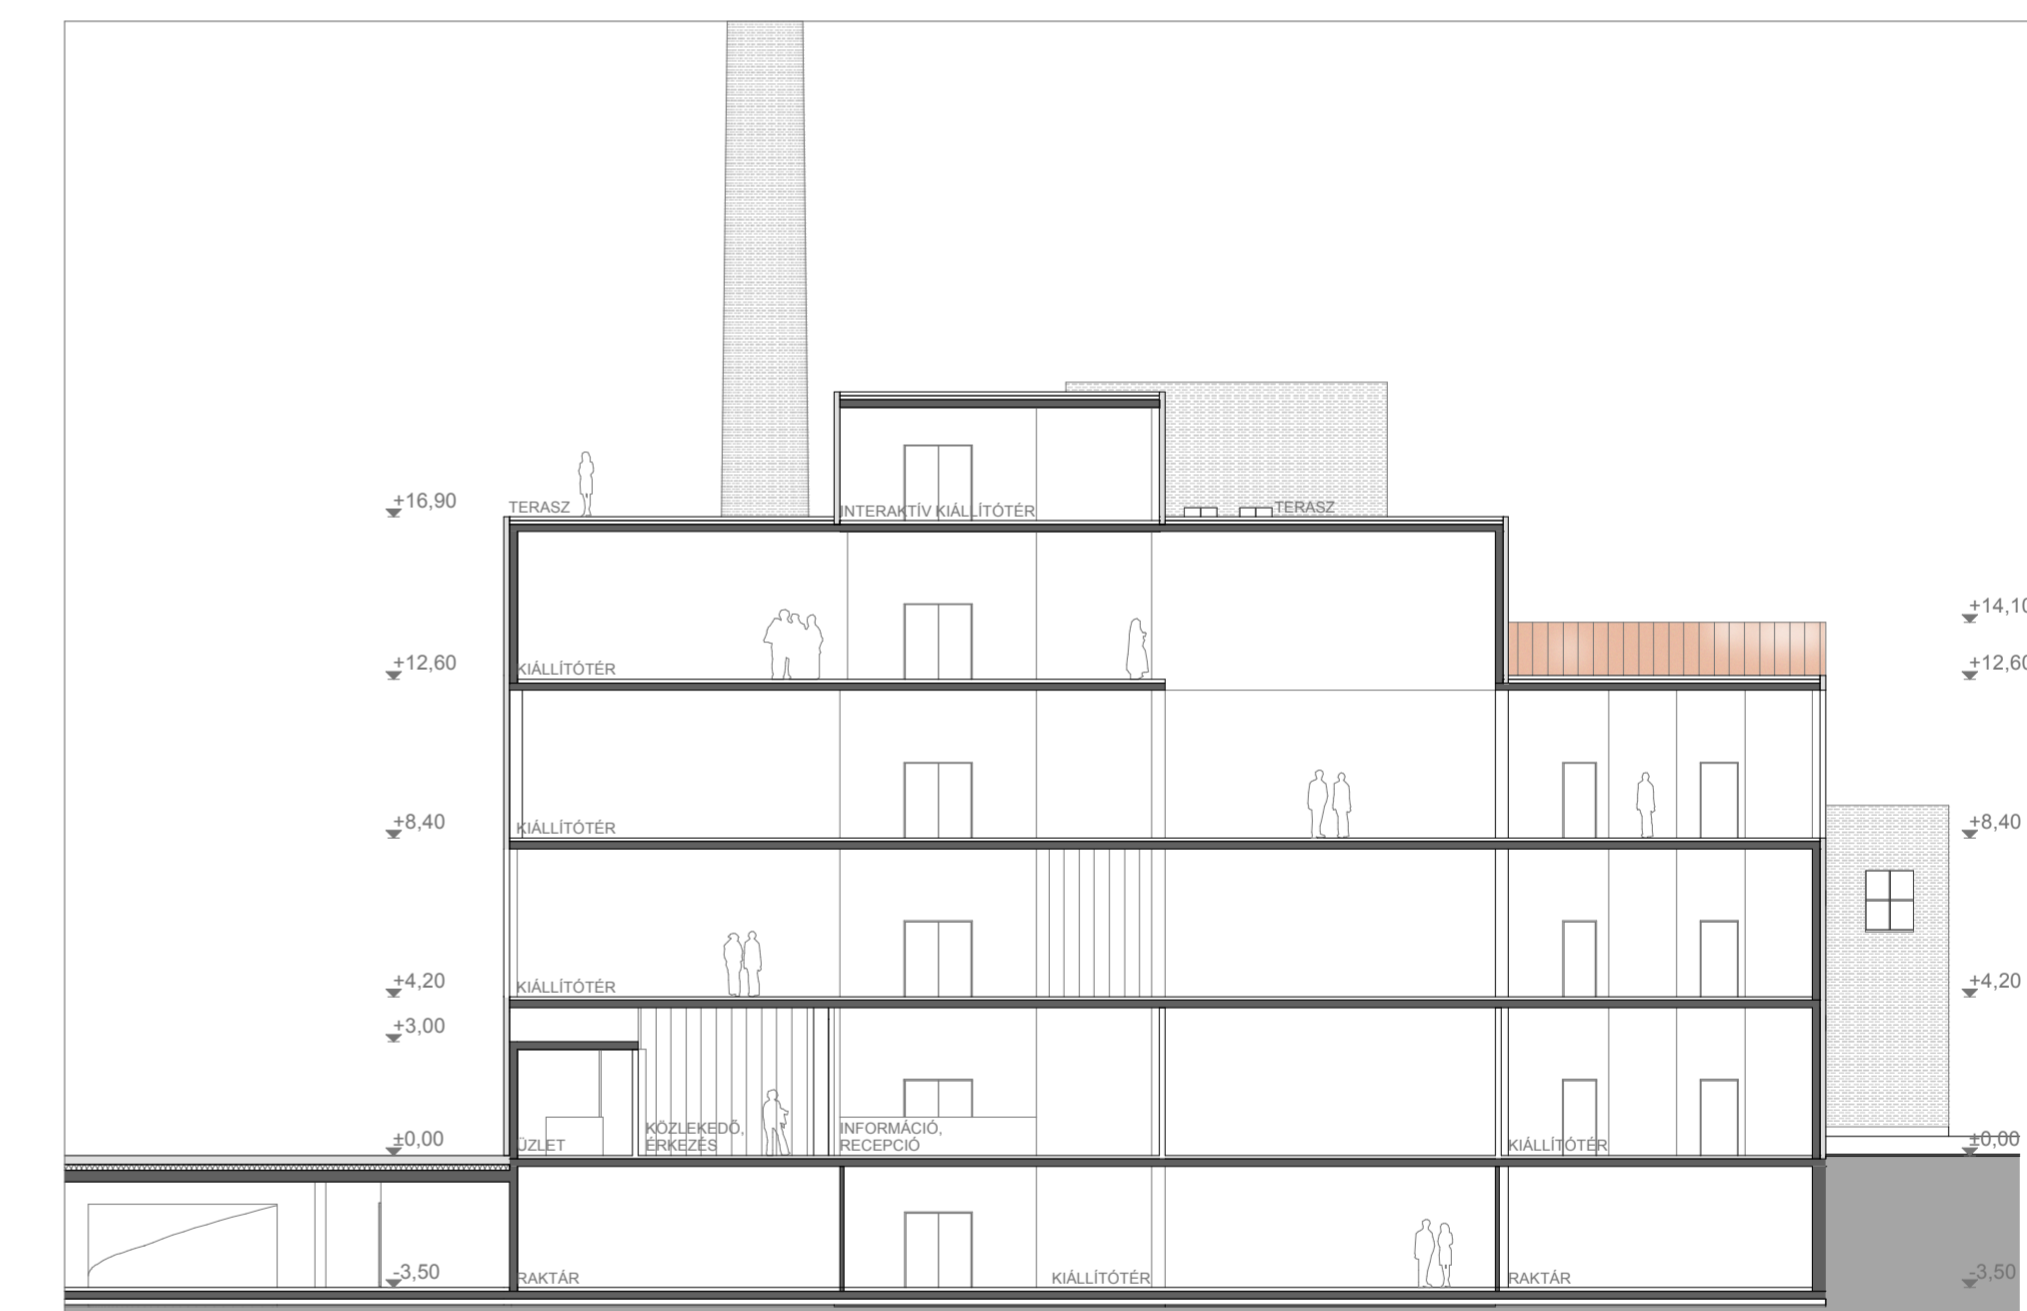 +16,90
TERASZ
INTERAKTÍV KIÁLLÍTÓTÉR
TERASZ
+14,10
+12,60
KIÁLLÍTÓTÉR
+12,60
+8,40
KIÁLLÍTÓTÉR
+8,40
+4,20
KIÁLLÍTÓTÉR
+4,20
+3,00
±0,00
ÜZLET
KÖZLEKEDŐ,
ÉRKEZÉS
INFORMÁCIÓ,
RECEPCIÓ
KIÁLLÍTÓTÉR
±0,00
-3,50
RAKTÁR
KIÁLLÍTÓTÉR
RAKTÁR
-3,50